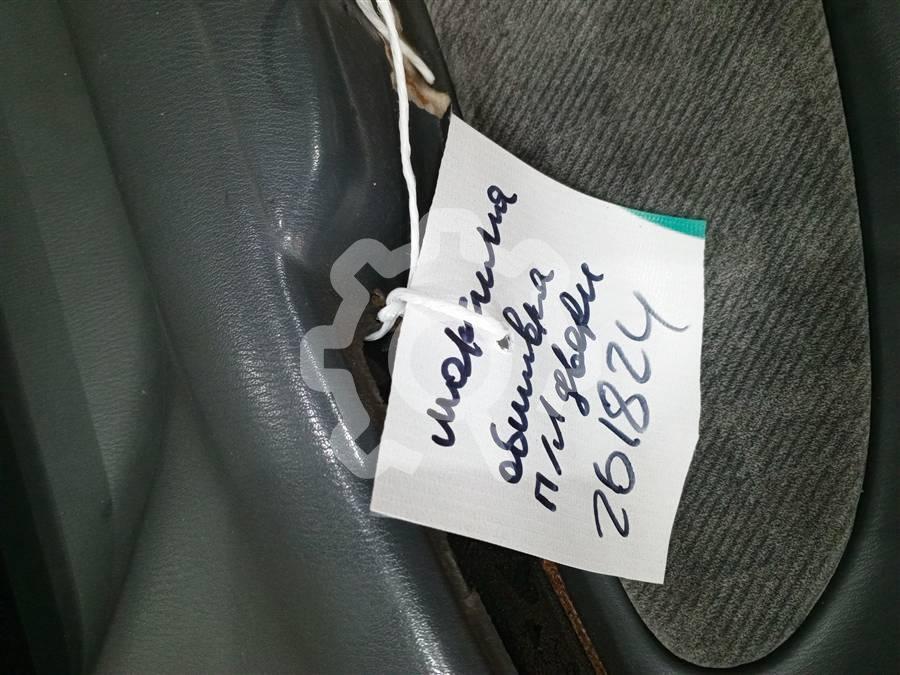 обшивка
П Л двери
261824